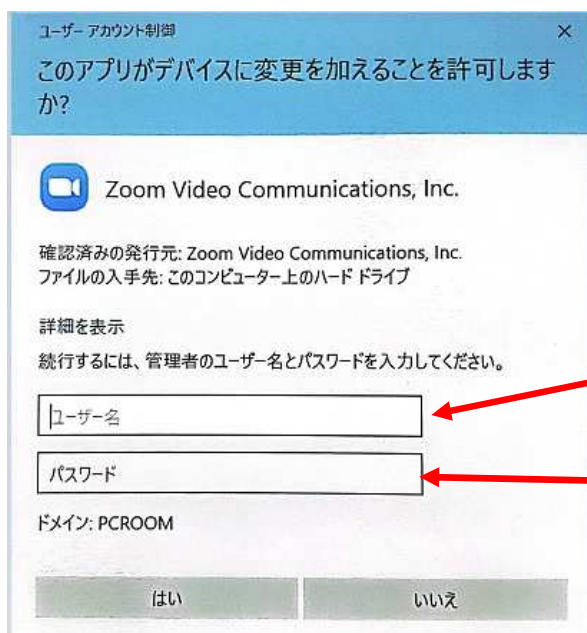 ユーザー アカウント制御
このアプリがデバイスに変更を加えることを許可します
か?
Zoom Video Communications, Inc.
確認済みの発行元: Zoom Video Communications, Inc.
ファイルの入手先: このコンピューター上のハード ドライブ
詳細を表示
続行するには、管理者のユーザー名とパスワードを入力してください。
ユーザー名
パスワード
ドメイン: PCROOM
はい いいえ